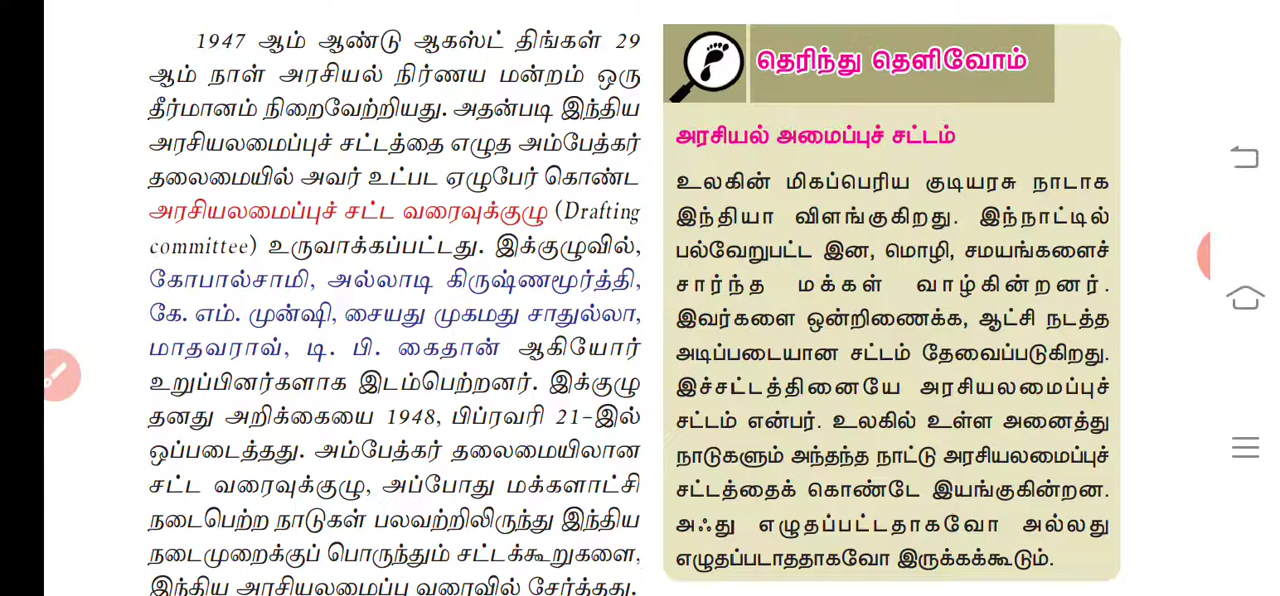 1947 ஆம் ஆண்டு ஆகஸ்ட் திங்கள் 29
ஆம் நாள் அரசியல் நிர்ணய மன்றம் ஒரு
தீர்மானம் நிறைவேற்றியது. அதன்படி இந்திய
அரசியலமைப்புச் சட்டத்தை எழுத அம்பேத்கர்
தலைமையில் அவர் உட்பட ஏழுபேர் கொண்ட
அரசியலமைப்புச் சட்ட வரைவுக்குழு (Drafting
committee) உருவாக்கப்பட்டது. இக்குழுவில்,
கோபால்சாமி, அல்லாடி கிருஷ்ணமூர்த்தி,
கே. எம். முன்ஷி, சையது முகமது சாதுல்லா,
மாதவராவ், டி. பி. கைதான் ஆகியோர்
உறுப்பினர்களாக இடம்பெற்றனர். இக்குழு
தனது அறிக்கையை 1948, பிப்ரவரி 21-இல்
ஒப்படைத்தது. அம்பேத்கர் தலைமையிலான
சட்ட வரைவுக்குழு, அப்போது மக்களாட்சி
நடைபெற்ற நாடுகள் பலவற்றிலிருந்து இந்திய
நடைமுறைக்குப் பொருந்தும் சட்டக்கூறுகளை,
இந்திய அரசியலமைப்பு வரைவில் சேர்த்தது.
தெரிந்து தெளிவோம்
அரசியல் அமைப்புச் சட்டம்
உலகின் மிகப்பெரிய குடியரசு நாடாக
இந்தியா விளங்குகிறது. இந்நாட்டில்
பல்வேறுபட்ட இன, மொழி, சமயங்களைச்
சார்ந்த மக்கள் வாழ்கின்றனர்.
இவர்களை ஒன்றிணைக்க, ஆட்சி நடத்த
அடிப்படையான சட்டம் தேவைப்படுகிறது.
இச்சட்டத்தினையே அரசியலமைப்புச்
சட்டம் என்பர். உலகில் உள்ள அனைத்து
நாடுகளும் அந்தந்த நாட்டு அரசியலமைப்புச்
சட்டத்தைக் கொண்டே இயங்குகின்றன.
அஃது எழுதப்பட்டதாகவோ அல்லது
எழுதப்படாததாகவோ இருக்கக்கூடும்.